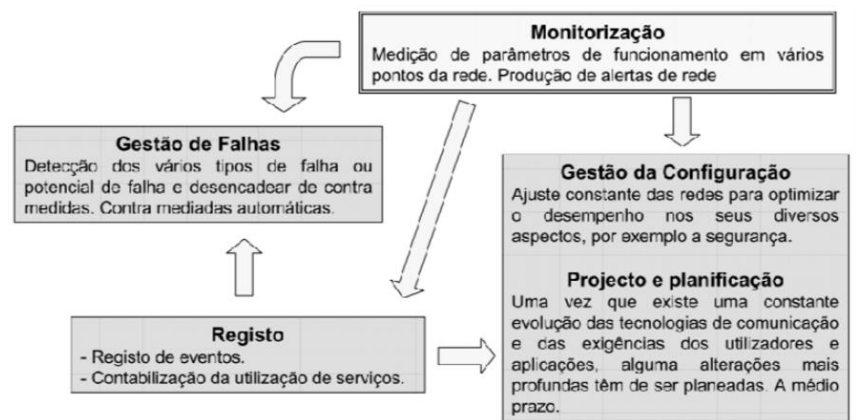 Monitorização
Medição de parâmetros de funcionamento em vários
pontos da rede. Produção de alertas de rede
Gestão de Falhas
Detecção dos vários tipos de falha ou
potencial de falha e desencadear de contra
medidas. Contra mediadas automáticas.
Gestão da Configuração
Ajuste constante das redes para optimizar
o desempenho nos seus diversos
aspectos, por exemplo a segurança.
Projecto e planificação
Uma vez que existe uma constante
evolução das tecnologias de comunicação
e das exigências dos utilizadores e
aplicações, alguma alterações mais
profundas têm de ser planeadas. A médio
prazo.
Registo
- Registo de eventos.
- Contabilização da utilização de serviços.